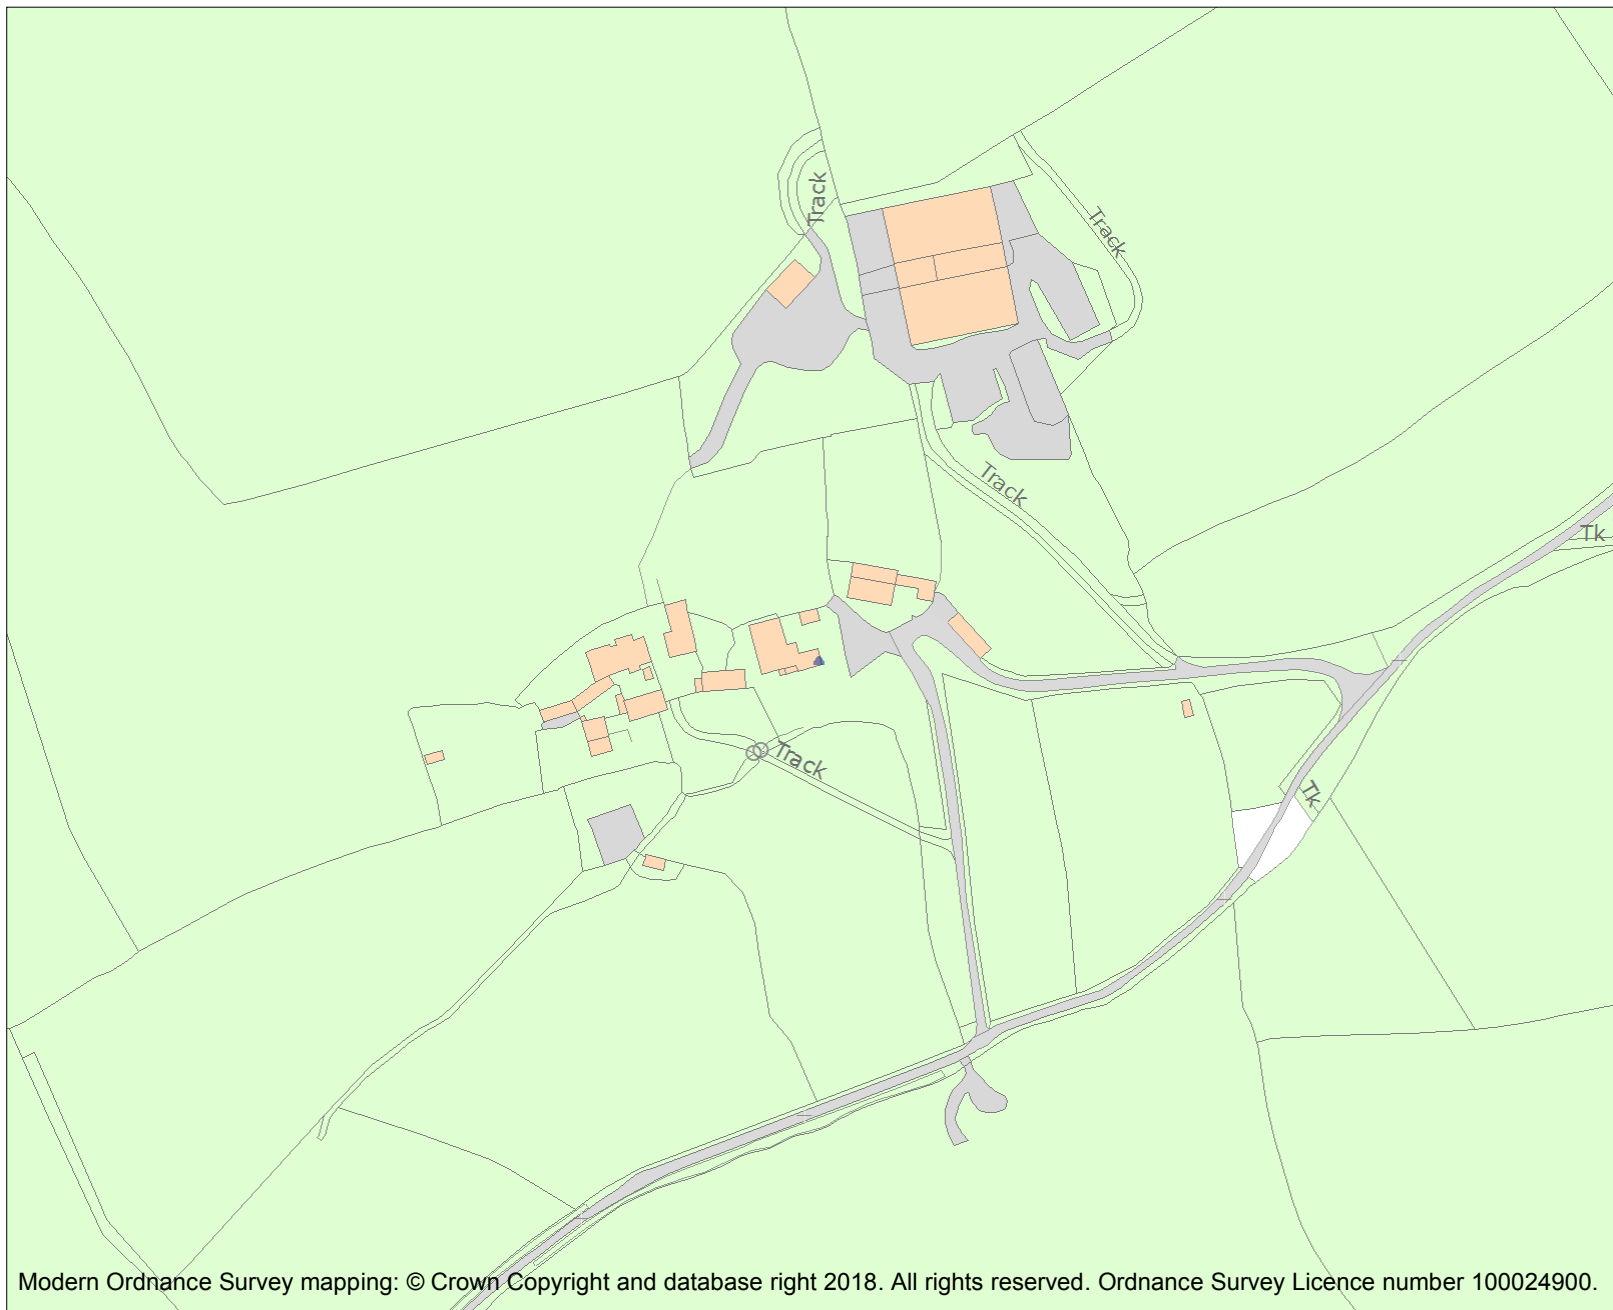 Track
Track
Track
Tk
Track
Tk
Modern Ordnance Survey mapping: © Crown Copyright and database right 2018. All rights reserved. Ordnance Survey Licence number 100024900.